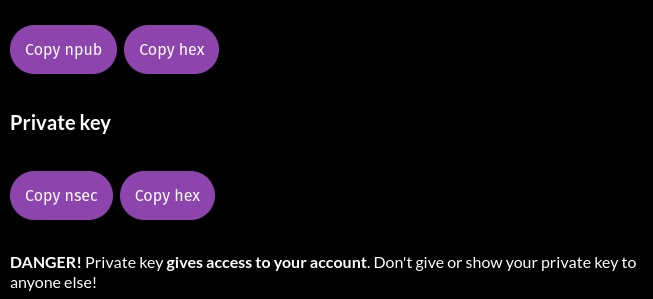 Copy npub Copy hex
Private key
Copy nsec Copy hex
DANGER! Private key gives access to your account. Don't give or show your private key to
anyone else!